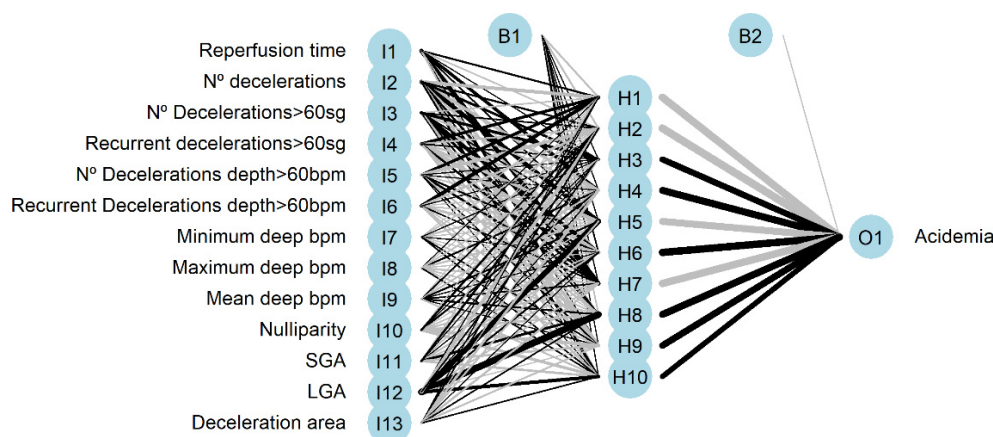 B1
B2
Reperfusion time I1
Nº decelerations I2
Nº Decelerations>60sg I3
Recurrent decelerations>60sg I4
Nº Decelerations depth>60bpm I5
Recurrent Decelerations depth>60bpm I6
Minimum deep bpm I7
Maximum deep bpm I8
Mean deep bpm I9
Nulliparity I10
SGA I11
LGA I12
Deceleration area I13
H1
H2
H3
H4
H5
H6
H7
H8
H9
H10
O1 Acidemia